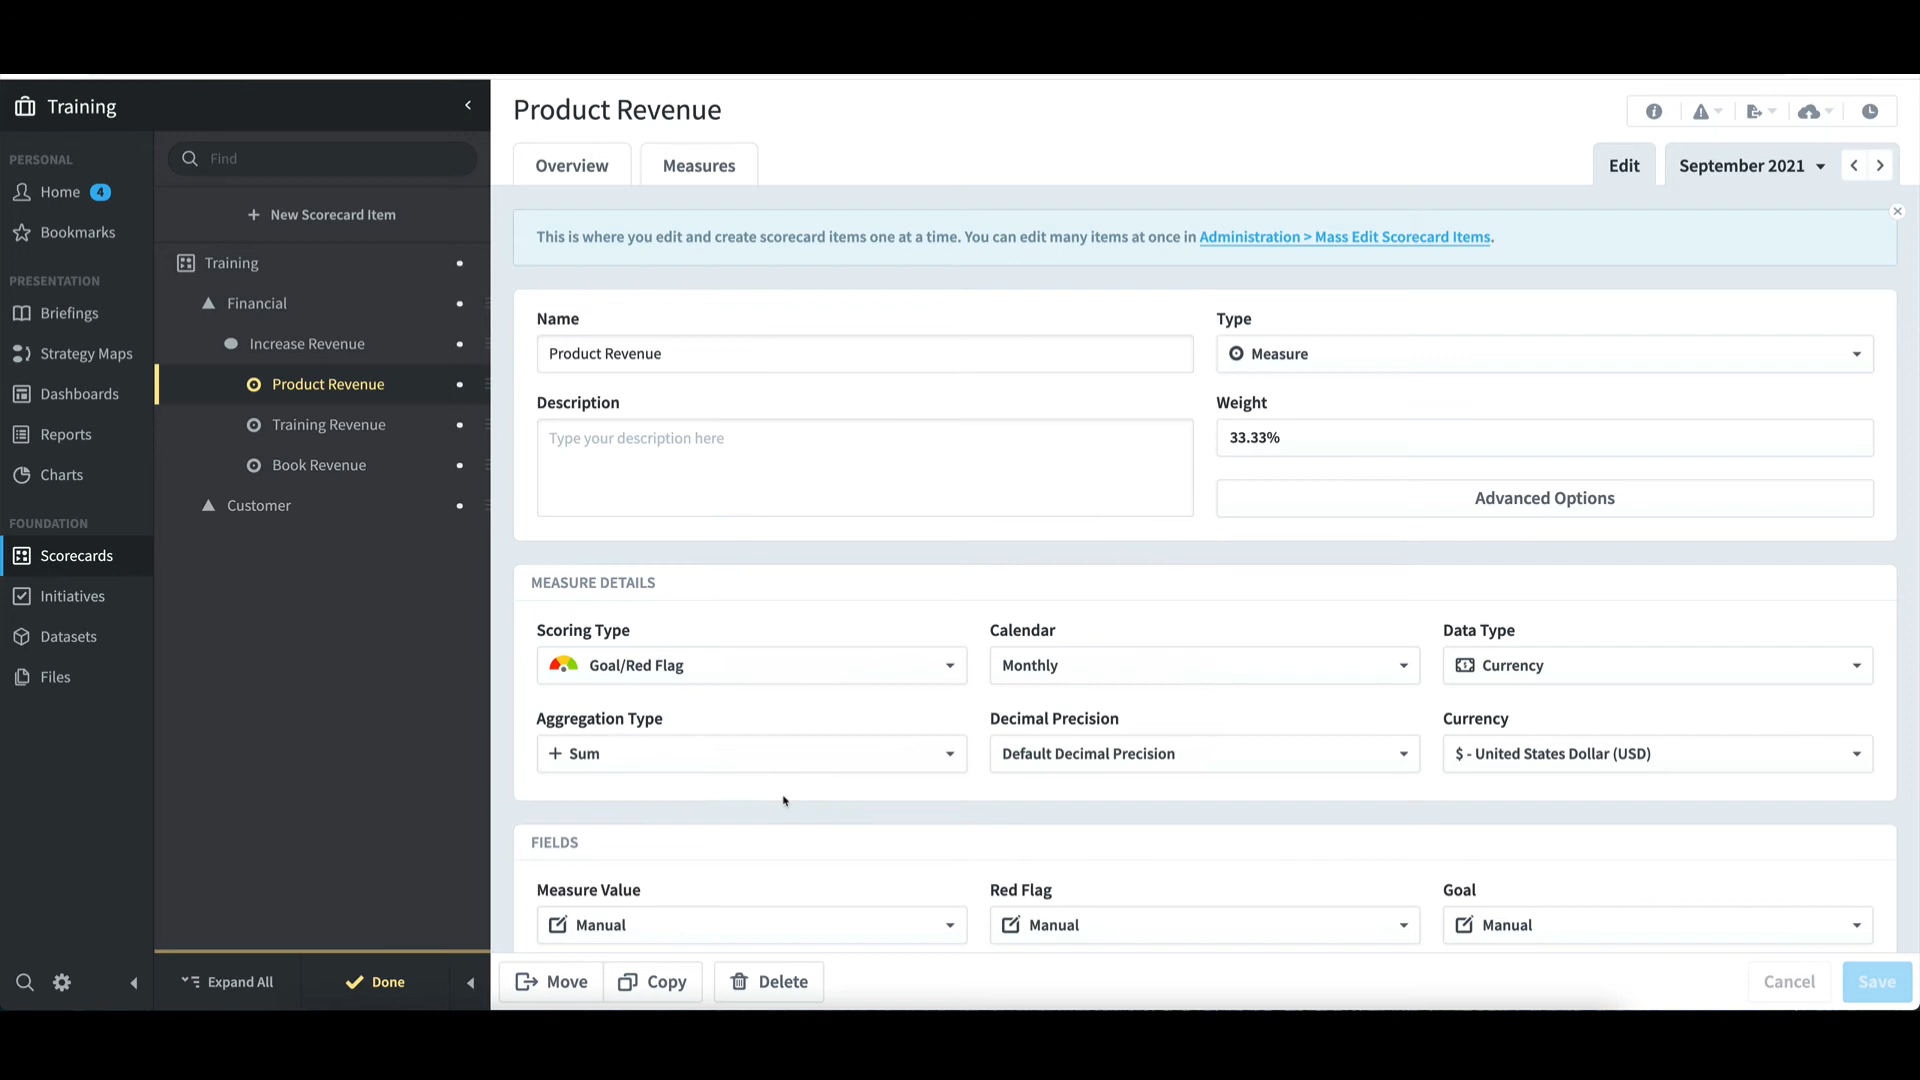 Training
PERSONAL
Home 4
Bookmarks
PRESENTATION
Briefings
Strategy Maps
Dashboards
Reports
Charts
FOUNDATION
Scorecards
Initiatives
Datasets
Files
Find
+ New Scorecard Item
Training
Financial
Increase Revenue
Product Revenue
Training Revenue
Book Revenue
Customer
Expand All
Done
Product Revenue
Overview
Measures
Edit
September 2021
This is where you edit and create scorecard items one at a time. You can edit many items at once in Administration > Mass Edit Scorecard Items.
Name
Product Revenue
Type
Measure
Description
Type your description here
Weight
33.33%
Advanced Options
MEASURE DETAILS
Scoring Type
Goal/Red Flag
Calendar
Monthly
Data Type
Currency
Aggregation Type
+ Sum
Decimal Precision
Default Decimal Precision
Currency
$ - United States Dollar (USD)
FIELDS
Measure Value
Manual
Red Flag
Manual
Goal
Manual
Move
Copy
Delete
Cancel
Save